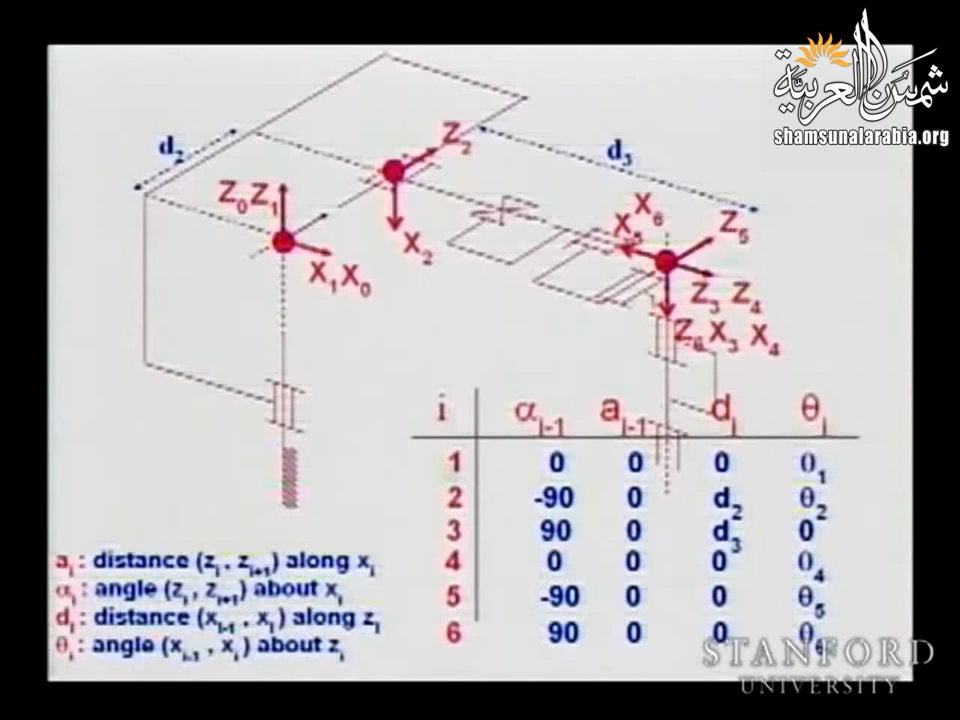 شمس العربية
shamsunalarabia.org
d₂
Z₂
d₃
Z₀ Z₁
X₂
X₁ X₀
X₆
X₅
Z₅
Z₃ Z₄
Z₆ X₃ X₄
i αᵢ₋₁ aᵢ₋₁ dᵢ θᵢ
1 0 0 0 θ₁
2 -90 0 d₂ θ₂
3 90 0 d₃ 0
4 0 0 0 θ₄
5 -90 0 0 θ₅
6 90 0 0 θ₆
aᵢ : distance (zᵢ , zᵢ₊₁) along xᵢ
αᵢ : angle (zᵢ , zᵢ₊₁) about xᵢ
dᵢ : distance (xᵢ₋₁ , xᵢ) along zᵢ
θᵢ : angle (xᵢ₋₁ , xᵢ) about zᵢ
STANFORD
UNIVERSITY